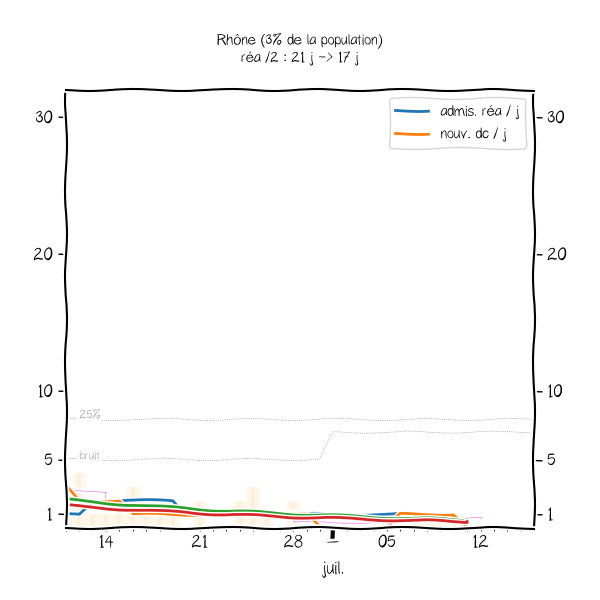 Rhône (3% de la population)
réa /2 : 21 j -> 17 j
admis. réa / j
nouv. dc / j
30
30
20
20
10
10
25%
5
bruit
5
1
1
14
21
28
1
05
12
juil.